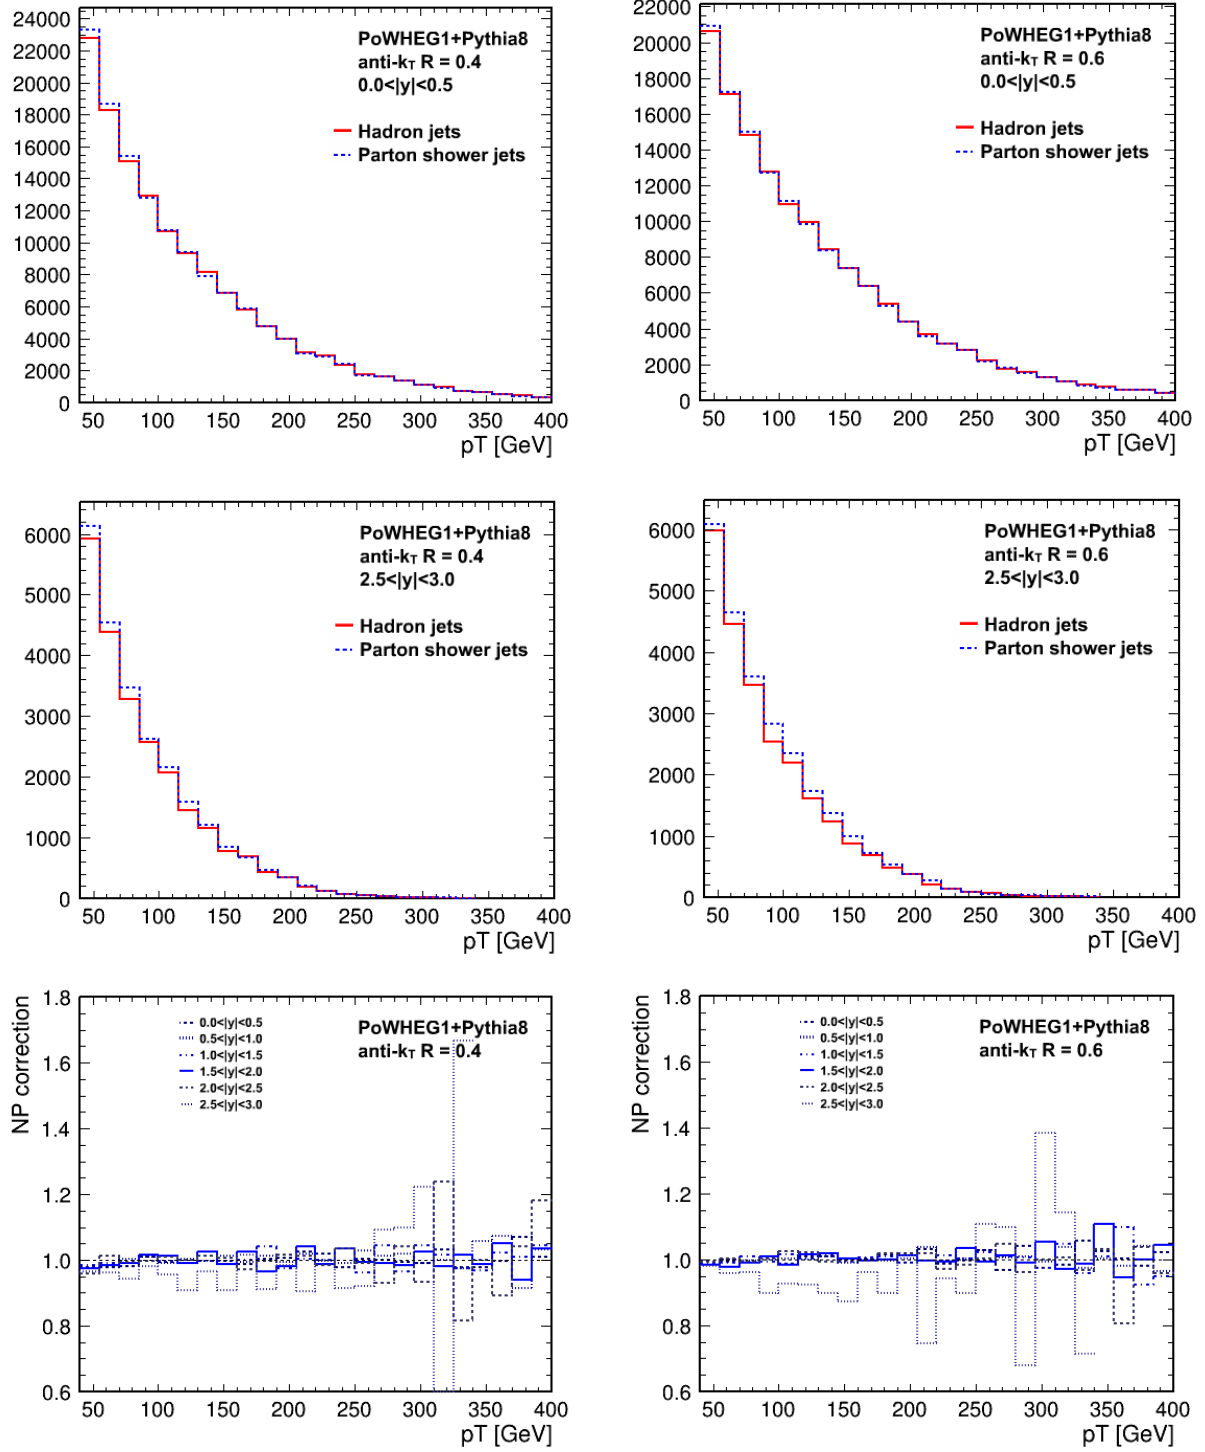 24000
22000
20000
18000
16000
14000
12000
10000
8000
6000
4000
2000
0
PoWHEG1+Pythia8
anti-kT R = 0.4
0.0<|y|<0.5
Hadron jets
Parton shower jets
50 100 150 200 250 300 350 400
pT [GeV]
22000
20000
18000
16000
14000
12000
10000
8000
6000
4000
2000
0
PoWHEG1+Pythia8
anti-kT R = 0.6
0.0<|y|<0.5
Hadron jets
Parton shower jets
50 100 150 200 250 300 350 400
pT [GeV]
6000
5000
4000
3000
2000
1000
0
PoWHEG1+Pythia8
anti-kT R = 0.4
2.5<|y|<3.0
Hadron jets
Parton shower jets
50 100 150 200 250 300 350 400
pT [GeV]
6000
5000
4000
3000
2000
1000
0
PoWHEG1+Pythia8
anti-kT R = 0.6
2.5<|y|<3.0
Hadron jets
Parton shower jets
50 100 150 200 250 300 350 400
pT [GeV]
NP correction
1.8
1.6
1.4
1.2
1.0
0.8
0.6
0.0<|y|<0.5
0.5<|y|<1.0
1.0<|y|<1.5
1.5<|y|<2.0
2.0<|y|<2.5
2.5<|y|<3.0
PoWHEG1+Pythia8
anti-kT R = 0.4
50 100 150 200 250 300 350 400
pT [GeV]
NP correction
1.8
1.6
1.4
1.2
1.0
0.8
0.6
0.0<|y|<0.5
0.5<|y|<1.0
1.0<|y|<1.5
1.5<|y|<2.0
2.0<|y|<2.5
2.5<|y|<3.0
PoWHEG1+Pythia8
anti-kT R = 0.6
50 100 150 200 250 300 350 400
pT [GeV]